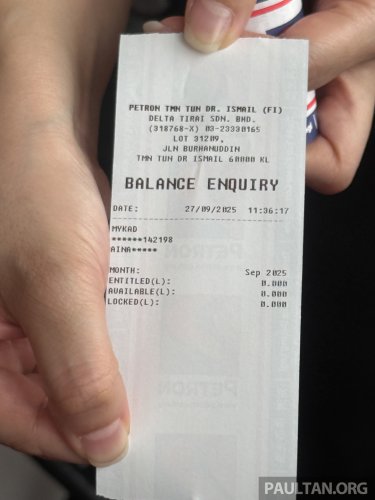 PETRON TMN TUN DR. ISMAIL (FI)
DELTA TIRAI SDN. BHD.
(318768-X) 03-23330165
LOT 31209,
JLN BURHANUDDIN
TMN TUN DR ISMAIL 60000 KL
BALANCE ENQUIRY
DATE: 27/09/2025 11:36:17
MYKAD
******142198
AINA*****
MONTH: Sep 2025
ENTITLED(L): 0.000
AVAILABLE(L): 0.000
LOCKED(L): 0.000
PETRON
PAULTAN.ORG